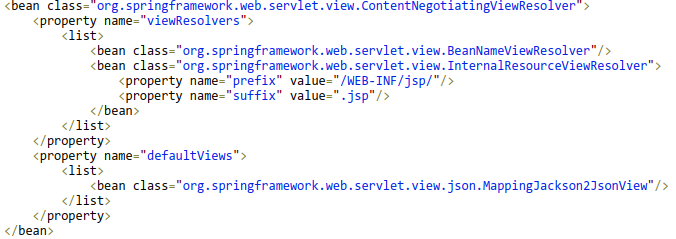 <bean class="org.springframework.web.servlet.view.ContentNegotiatingViewResolver">
    <property name="viewResolvers">
        <list>
            <bean class="org.springframework.web.servlet.view.BeanNameViewResolver"/>
            <bean class="org.springframework.web.servlet.view.InternalResourceViewResolver">
                <property name="prefix" value="/WEB-INF/jsp/"/>
                <property name="suffix" value=".jsp"/>
            </bean>
        </list>
    </property>
    <property name="defaultViews">
        <list>
            <bean class="org.springframework.web.servlet.view.json.MappingJackson2JsonView"/>
        </list>
    </property>
</bean>